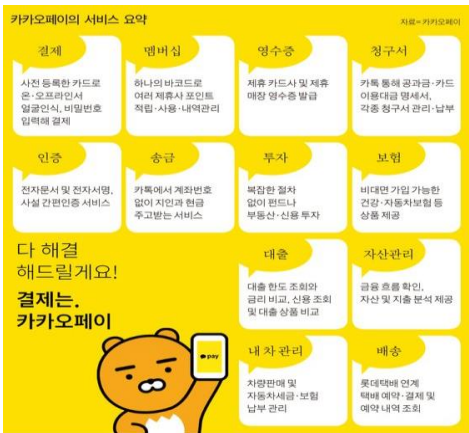 카카오페이의 서비스 요약
자료=카카오페이
결제
사전 등록한 카드로
온·오프라인서
얼굴인식, 비밀번호
입력해 결제
멤버십
하나의 바코드로
여러 제휴사 포인트
적립·사용·내역관리
영수증
제휴 카드사 및 제휴
매장 영수증 발급
청구서
카톡 통해 공과금·카드
이용대금 명세서,
각종 청구서 관리·납부
인증
전자문서 및 전자서명,
사설 간편인증 서비스
송금
카톡에서 계좌번호
없이 지인과 현금
주고받는 서비스
투자
복잡한 절차
없이 펀드나
부동산·신용 투자
보험
비대면 가입 가능한
건강·자동차보험 등
상품 제공
다 해결
해드릴게요!
결제는.
카카오페이
pay
대출
대출 한도 조회와
금리 비교, 신용 조회
및 대출 상품 비교
자산관리
금융 흐름 확인,
자산 및 지출 분석 제공
내 차 관리
차량판매 및
자동차세금·보험
납부 관리
배송
롯데택배 연계
택배 예약·결제 및
예약 내역 조회